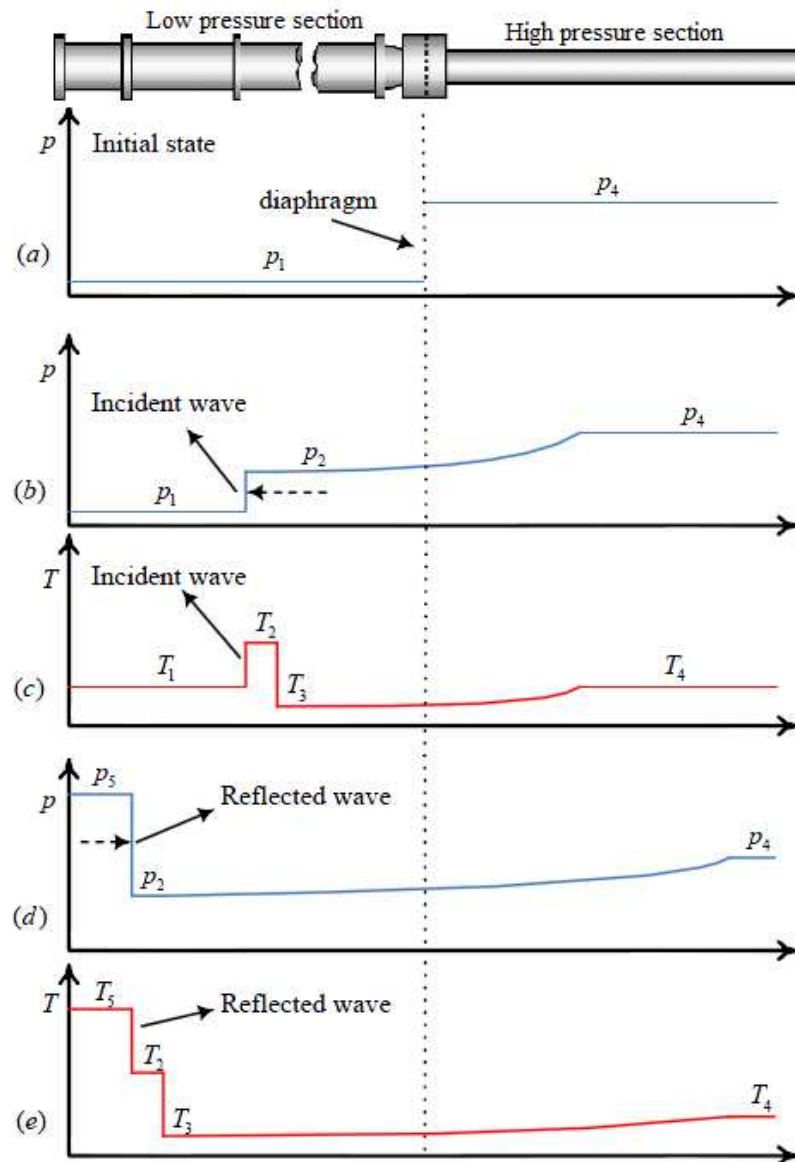 Low pressure section
High pressure section
p
Initial state
p₄
diaphragm
p₁
(a)
p
Incident wave
p₄
p₂
p₁
(b)
T
Incident wave
T₂
T₁
T₃
T₄
(c)
p₅
p
Reflected wave
p₄
p₂
(d)
T
T₅
Reflected wave
T₂
T₃
T₄
(e)